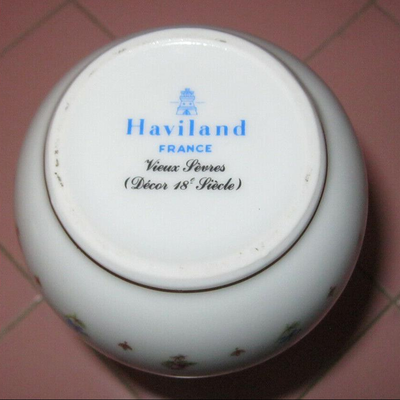 Haviland
FRANCE
Vieux Sèvres
(Décor 18e Siècle)